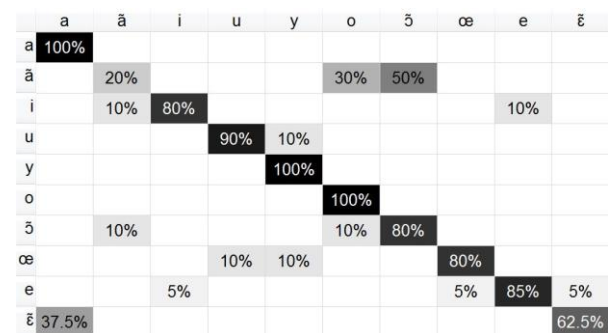 a ã i u y o ɔ̃ œ e ɛ̃
a 100%
ã 20% 30% 50%
i 10% 80% 10%
u 90% 10%
y 100%
o 100%
ɔ̃ 10% 10% 80%
œ 10% 10% 80%
e 5% 5% 85% 5%
ɛ̃ 37.5% 62.5%